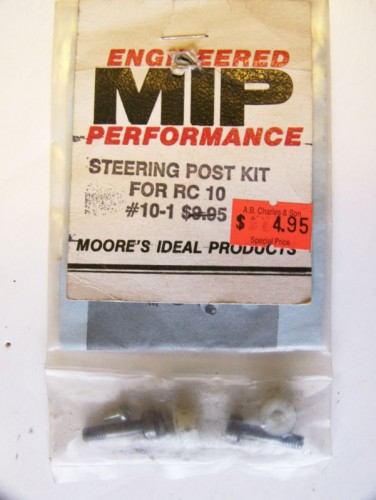 ENGINEERED
MIP
PERFORMANCE
STEERING POST KIT
FOR RC 10
#10-1 $9.95
A.B. Charles & Son
$ 4.95
Special Price
MOORE'S IDEAL PRODUCTS